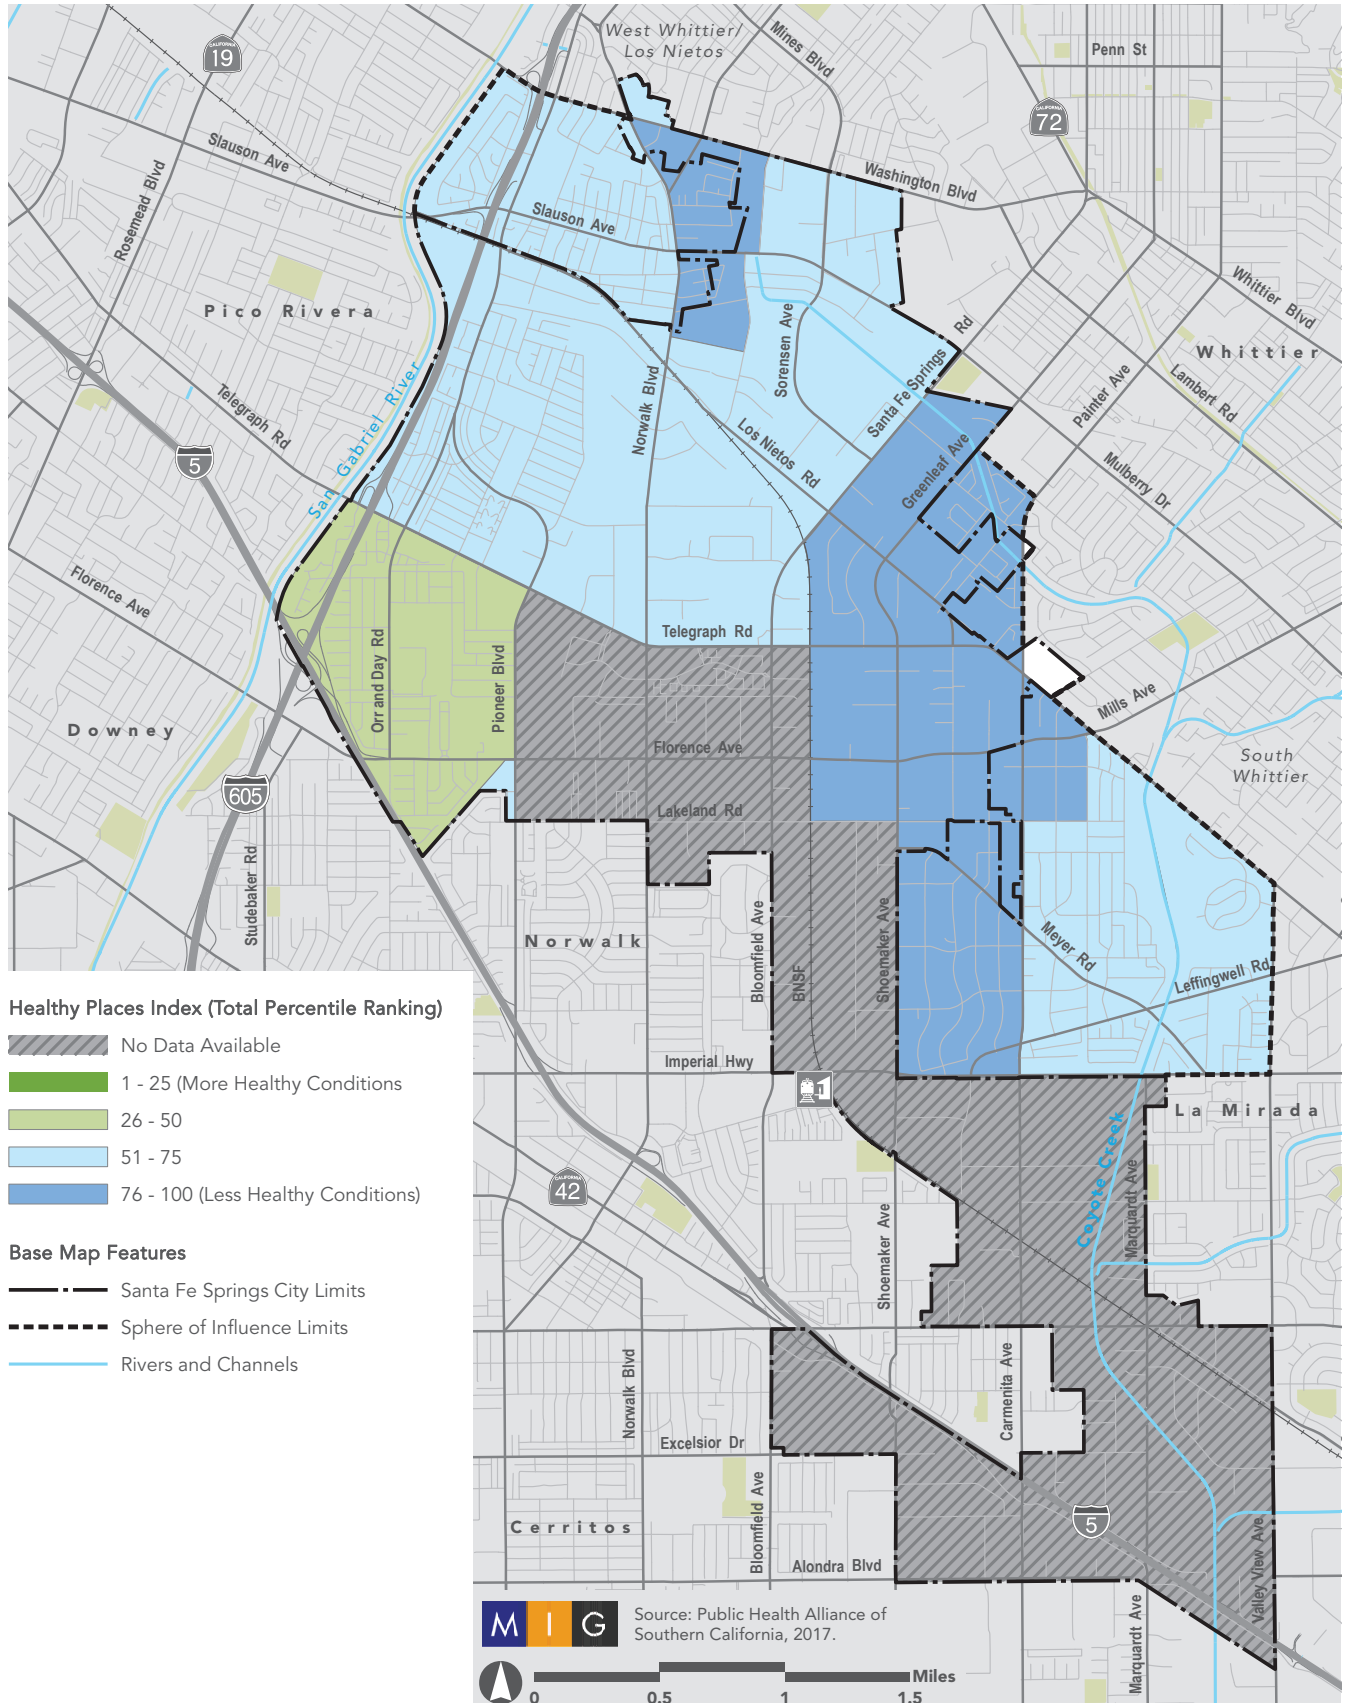 West Whittier/
Los Nietos
Mines Blvd
Penn St
CALIFORNIA
19
CALIFORNIA
72
Slauson Ave
Rosemead Blvd
Washington Blvd
Slauson Ave
Whittier Blvd
Pico Rivera
Whittier
Sorensen Ave
Santa Fe Springs Rd
Painter Ave
Lambert Rd
Telegraph Rd
San Gabriel River
Norwalk Blvd
Los Nietos Rd
Greenleaf Ave
Mulberry Dr
5
Florence Ave
Telegraph Rd
Orr and Day Rd
Pioneer Blvd
Mills Ave
Downey
Florence Ave
South
Whittier
605
Lakeland Rd
Studebaker Rd
Norwalk
Bloomfield Ave
BNSF
Shoemaker Ave
Meyer Rd
Leffingwell Rd
Imperial Hwy
La Mirada
Coyote Creek
Marquardt Ave
CALIFORNIA
42
Shoemaker Ave
Norwalk Blvd
Carmenita Ave
Excelsior Dr
Bloomfield Ave
Cerritos
5
Alondra Blvd
Valley View Ave
Marquardt Ave
Healthy Places Index (Total Percentile Ranking)
No Data Available
1 - 25 (More Healthy Conditions
26 - 50
51 - 75
76 - 100 (Less Healthy Conditions)
Base Map Features
Santa Fe Springs City Limits
Sphere of Influence Limits
Rivers and Channels
M I G
Source: Public Health Alliance of
Southern California, 2017.
Miles
0 0.5 1 1.5